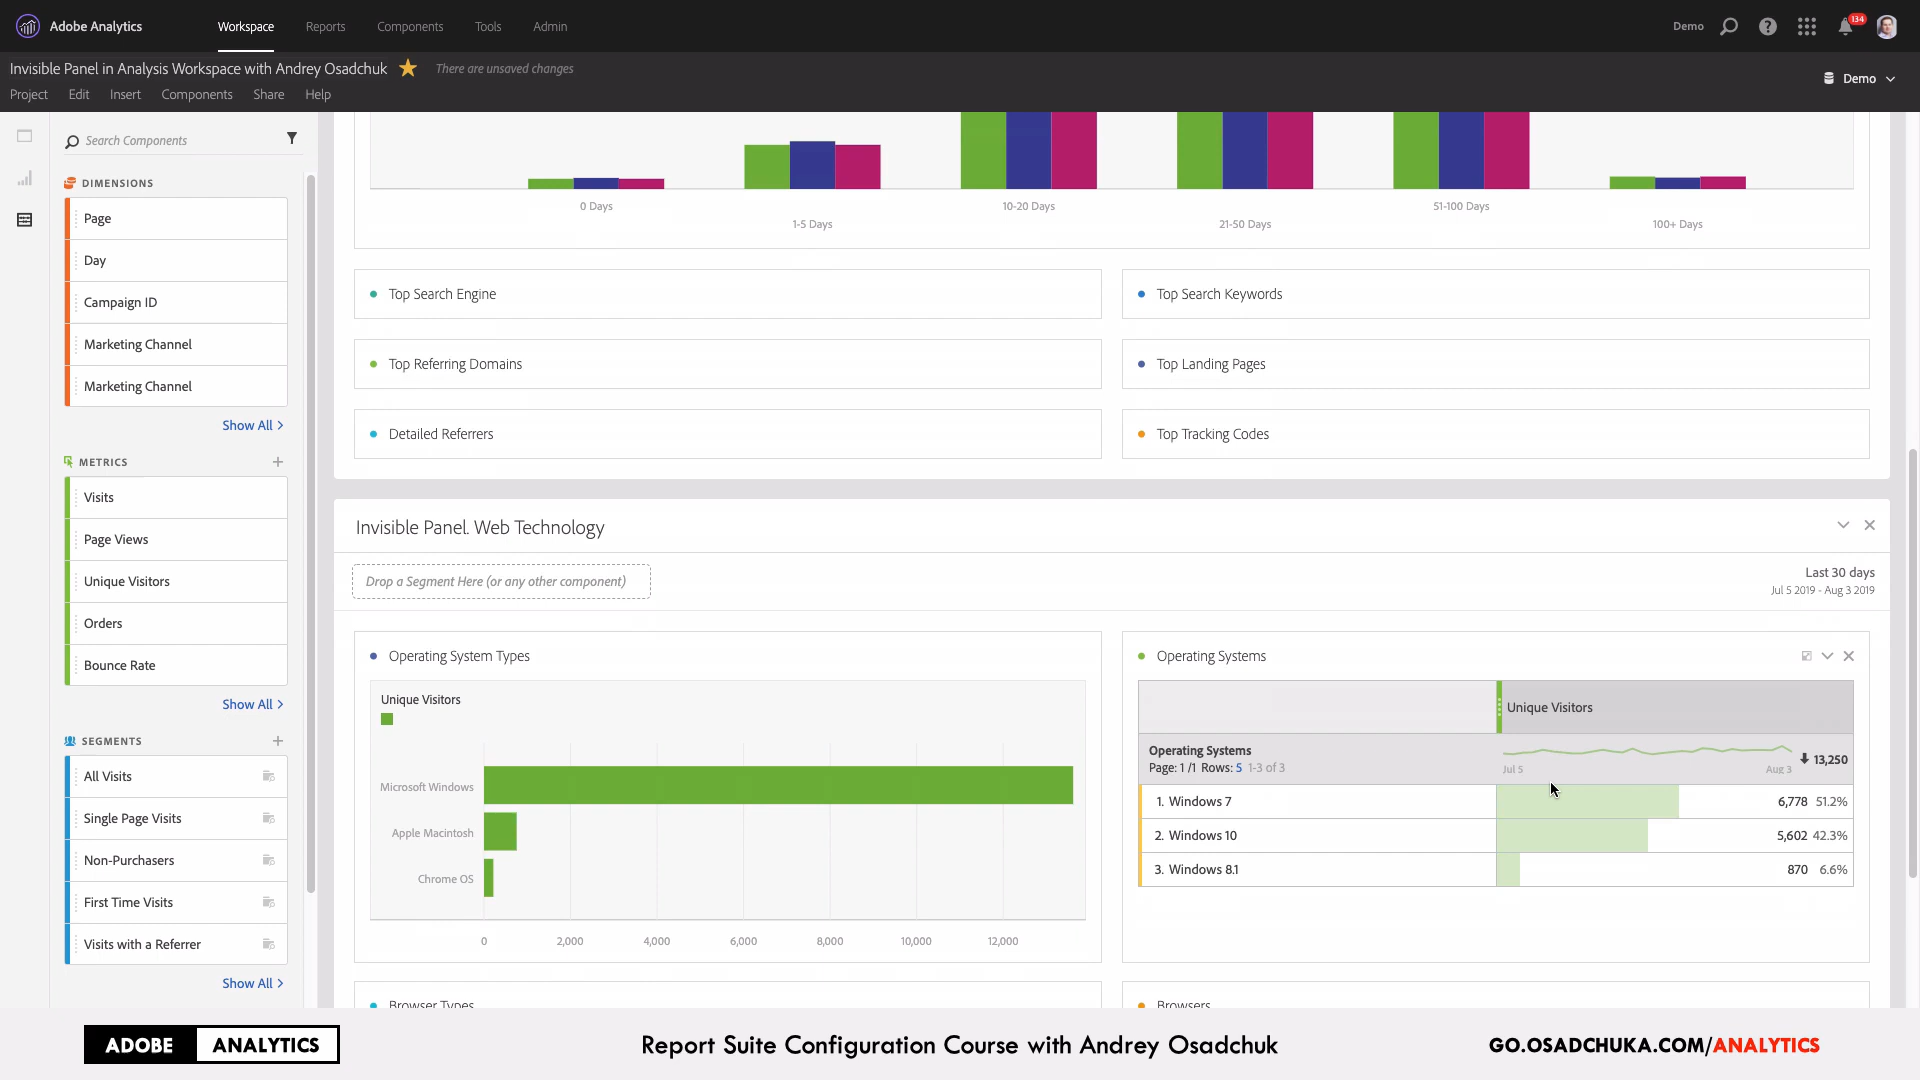 Adobe Analytics
Workspace
Reports
Components
Tools
Admin
Demo
134
Invisible Panel in Analysis Workspace with Andrey Osadchuk
There are unsaved changes
Demo
Project
Edit
Insert
Components
Share
Help
Search Components
DIMENSIONS
Page
Day
Campaign ID
Marketing Channel
Marketing Channel
Show All
METRICS
Visits
Page Views
Unique Visitors
Orders
Bounce Rate
Show All
SEGMENTS
All Visits
Single Page Visits
Non-Purchasers
First Time Visits
Visits with a Referrer
Show All
0 Days
1-5 Days
10-20 Days
21-50 Days
51-100 Days
100+ Days
Top Search Engine
Top Search Keywords
Top Referring Domains
Top Landing Pages
Detailed Referrers
Top Tracking Codes
Invisible Panel. Web Technology
Drop a Segment Here (or any other component)
Last 30 days
Jul 5 2019 - Aug 3 2019
Operating System Types
Unique Visitors
Microsoft Windows
Apple Macintosh
Chrome OS
0
2,000
4,000
6,000
8,000
10,000
12,000
Operating Systems
Unique Visitors
Operating Systems
Page: 1 /1 Rows: 5 1-3 of 3
Jul 5
Aug 3
13,250
1. Windows 7 6,778 51.2%
2. Windows 10 5,602 42.3%
3. Windows 8.1 870 6.6%
Browser Types
Browsers
ADOBE ANALYTICS
Report Suite Configuration Course with Andrey Osadchuk
GO.OSADCHUKA.COM/ANALYTICS